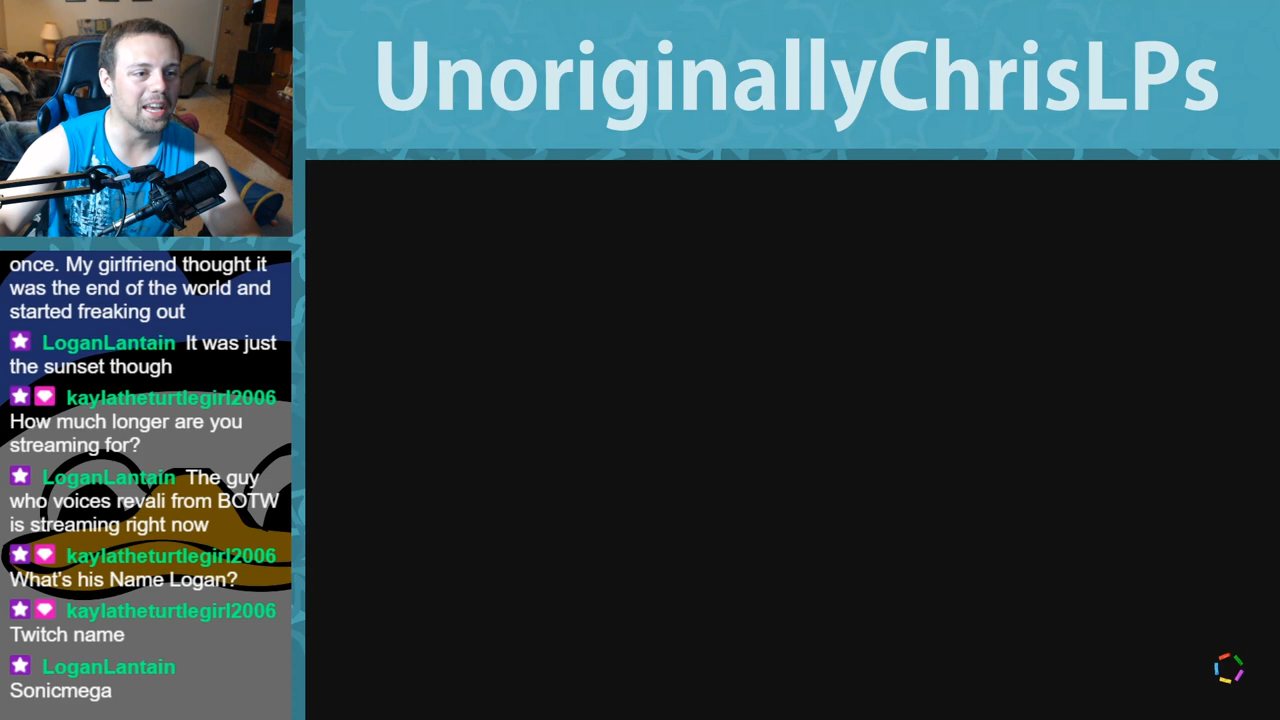 UnoriginallyChrisLPs
once. My girlfriend thought it
was the end of the world and
started freaking out
LoganLantain It was just
the sunset though
kaylatheturtlegirl2006
How much longer are you
streaming for?
LoganLantain The guy
who voices revali from BOTW
is streaming right now
kaylatheturtlegirl2006
What's his Name Logan?
kaylatheturtlegirl2006
Twitch name
LoganLantain
Sonicmega